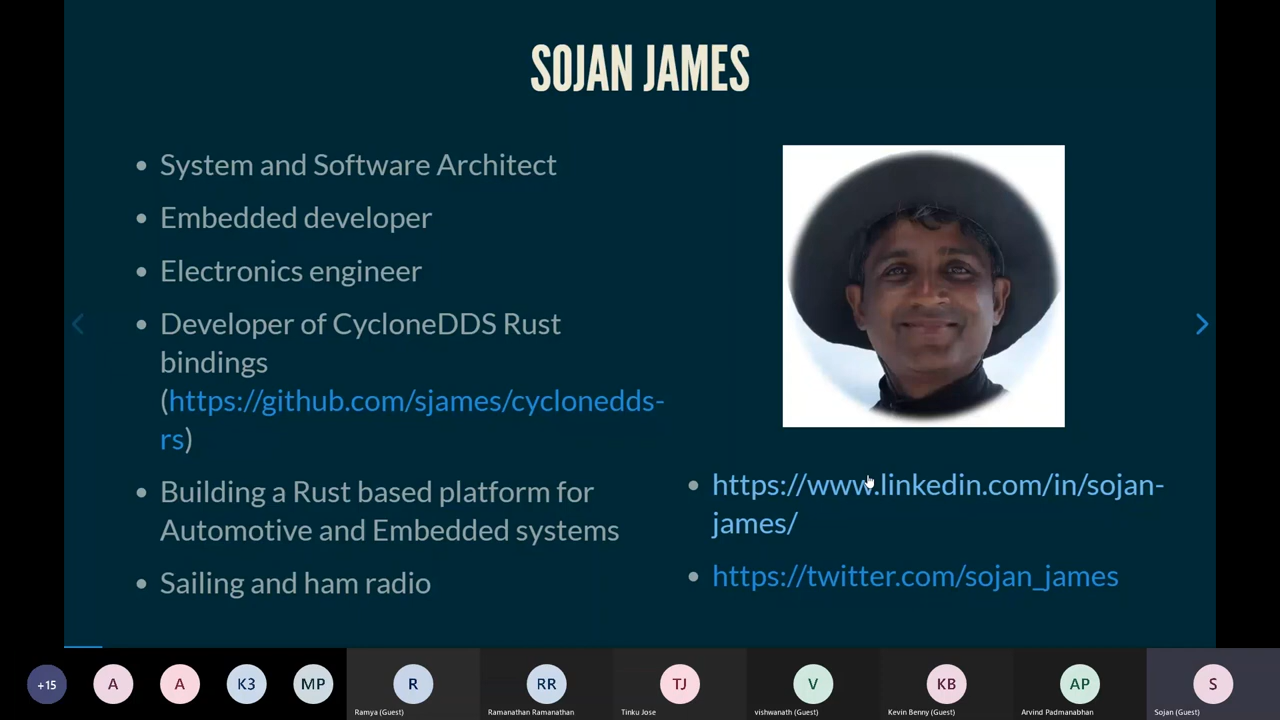 SOJAN JAMES
• System and Software Architect
• Embedded developer
• Electronics engineer
• Developer of CycloneDDS Rust
bindings
(https://github.com/sjames/cyclonedds-
rs)
• Building a Rust based platform for
Automotive and Embedded systems
• Sailing and ham radio
• https://www.linkedin.com/in/sojan-
james/
• https://twitter.com/sojan_james
+15
A
A
K3
MP
R
Ramya (Guest)
RR
Ramanathan Ramanathan
TJ
Tinku Jose
V
vishwanath (Guest)
KB
Kevin Benny (Guest)
AP
Arvind Padmanabhan
S
Sojan (Guest)